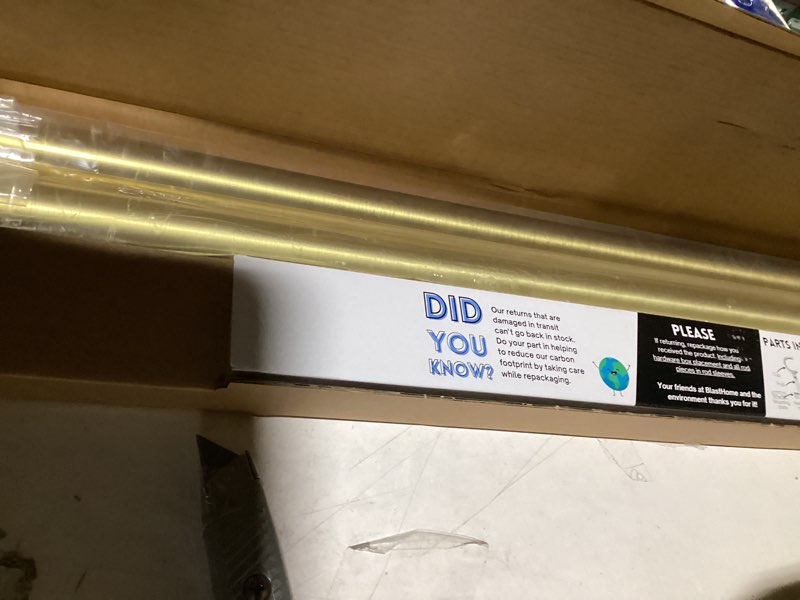 DID
YOU
KNOW?
Our returns that are
damaged in transit
can't go back in stock.
Do your part in helping
to reduce our carbon
footprint by taking care
while repackaging.
PLEASE
If returning, repackage how you
received the product. Including
hardware box placement and all rod
pieces in rod sleeves.
Your friends at BlastHome and the
environment thanks you for it!
PARTS IN